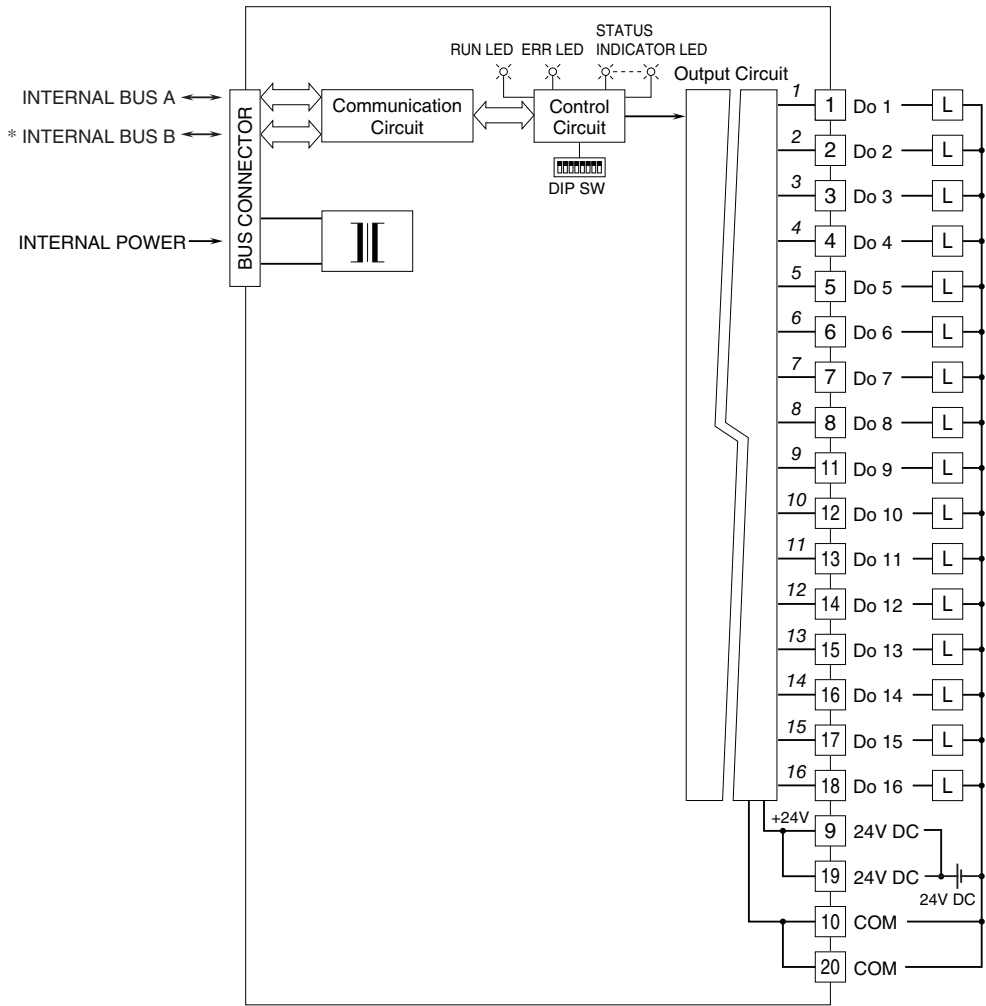 STATUS
RUN LED ERR LED INDICATOR LED
Output Circuit
INTERNAL BUS A
* INTERNAL BUS B
INTERNAL POWER
BUS CONNECTOR
Communication
Circuit
Control
Circuit
DIP SW
1 1 Do 1 L
2 2 Do 2 L
3 3 Do 3 L
4 4 Do 4 L
5 5 Do 5 L
6 6 Do 6 L
7 7 Do 7 L
8 8 Do 8 L
9 11 Do 9 L
10 12 Do 10 L
11 13 Do 11 L
12 14 Do 12 L
13 15 Do 13 L
14 16 Do 14 L
15 17 Do 15 L
16 18 Do 16 L
+24V 9 24V DC
19 24V DC
24V DC
10 COM
20 COM